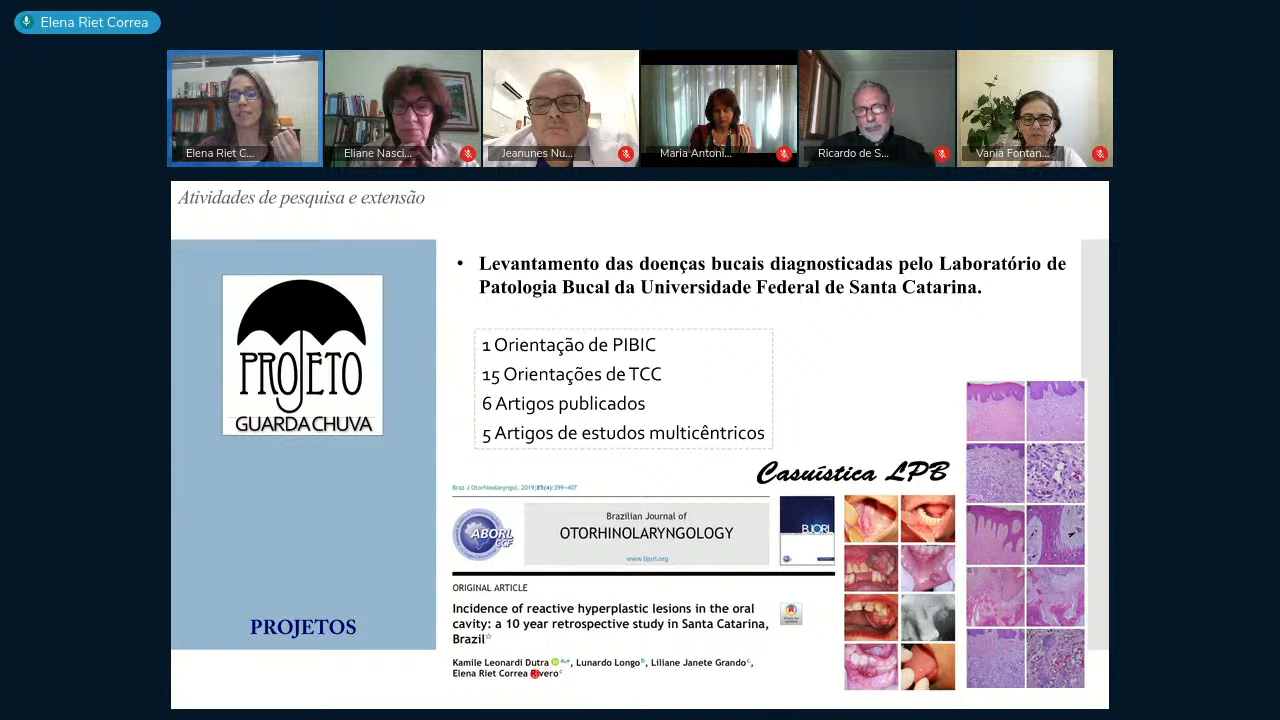 Elena Riet Correa
Elena Riet C...
Eliane Nasci...
Jeanunes Nu...
Maria Antoni...
Ricardo de S...
Vania Fontan...
Atividades de pesquisa e extensão
PROJETO
GUARDA CHUVA
PROJETOS
• Levantamento das doenças bucais diagnosticadas pelo Laboratório de
Patologia Bucal da Universidade Federal de Santa Catarina.
1 Orientação de PIBIC
15 Orientações de TCC
6 Artigos publicados
5 Artigos de estudos multicêntricos
Casuística LPB
Braz J Otorhinolaryngol. 2019;85(4):399-407
ABORL
CCF
Brazilian Journal of
OTORHINOLARYNGOLOGY
www.bjorl.org
BJORL
ORIGINAL ARTICLE
Incidence of reactive hyperplastic lesions in the oral
cavity: a 10 year retrospective study in Santa Catarina,
Brazil☆
Kamile Leonardi Dutra a,*, Lunardo Longo b, Liliane Janete Grando c,
Elena Riet Correa Rivero c